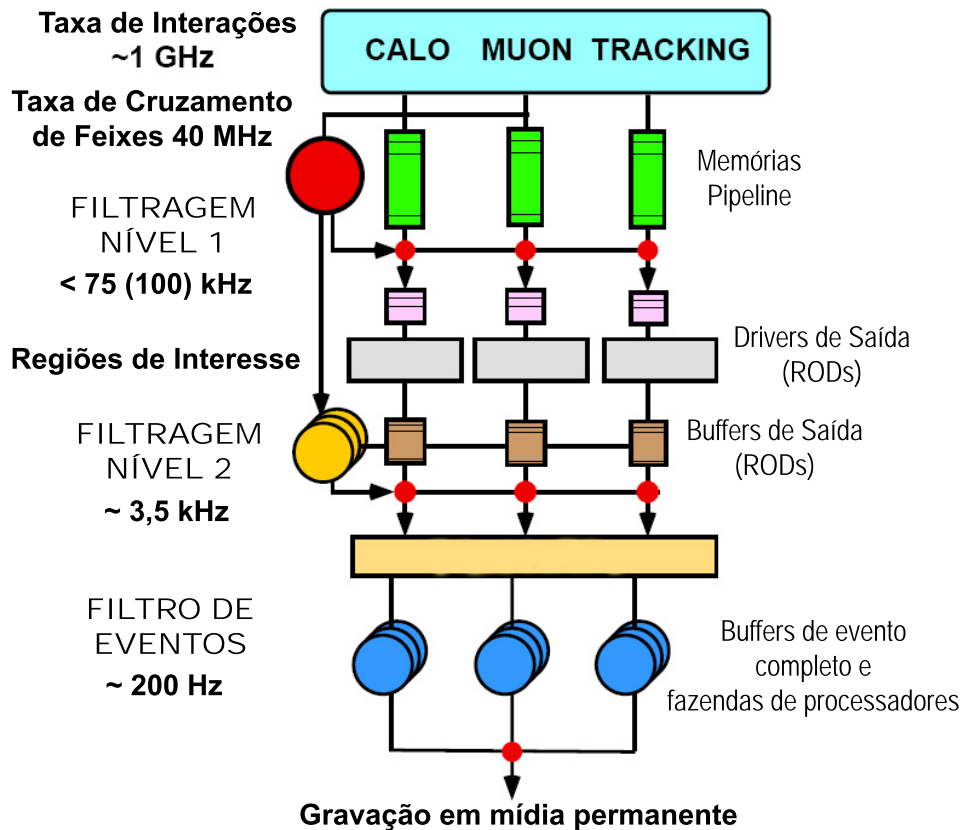 Taxa de Interações
~1 GHz
CALO MUON TRACKING
Taxa de Cruzamento
de Feixes 40 MHz
Memórias
Pipeline
FILTRAGEM
NÍVEL 1
< 75 (100) kHz
Regiões de Interesse
Drivers de Saída
(RODs)
FILTRAGEM
NÍVEL 2
~ 3,5 kHz
Buffers de Saída
(RODs)
FILTRO DE
EVENTOS
~ 200 Hz
Buffers de evento
completo e
fazendas de processadores
Gravação em mídia permanente